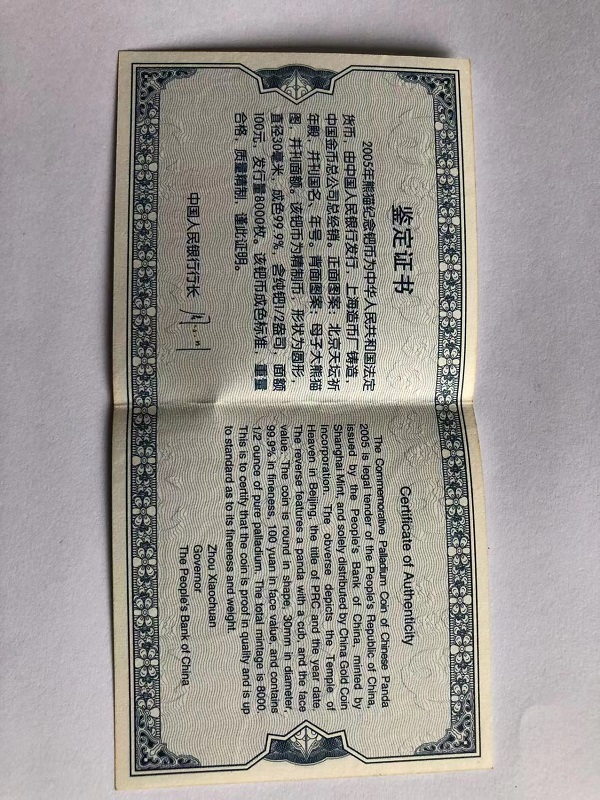 鉴定证书
2005年熊猫纪念钯币为中华人民共和国法定
货币，由中国人民银行发行，上海造币厂铸造，
中国金币总公司总经销。正面图案：北京天坛祈
年殿，并刊国名、年号。背面图案：母子大熊猫
图，并刊面额。该钯币为精制币，形状为圆形，
直径30毫米，成色99.9%，含纯钯1/2盎司，面额
100元，发行量8000枚。该钯币成色标准，重量
合格，质量精制，谨此证明。
中国人民银行行长
Certificate of Authenticity
The Commemorative Palladium Coin of Chinese Panda
2005 is legal tender of the People's Republic of China,
issued by the People's Bank of China, minted by
Shanghai Mint, and solely distributed by China Gold Coin
Incorporation. The obverse depicts the Temple of
Heaven in Beijing, the title of PRC and the year date.
The reverse features a panda with a cub, and the face
value. The coin is round in shape, 30mm in diameter,
99.9% in fineness, 100 yuan in face value, and contains
1/2 ounce of pure palladium. The total mintage is 8000.
This is to certify that the coin is proof in quality and is up
to standard as to its fineness and weight.
Zhou Xiaochuan
Governor
The People's Bank of China